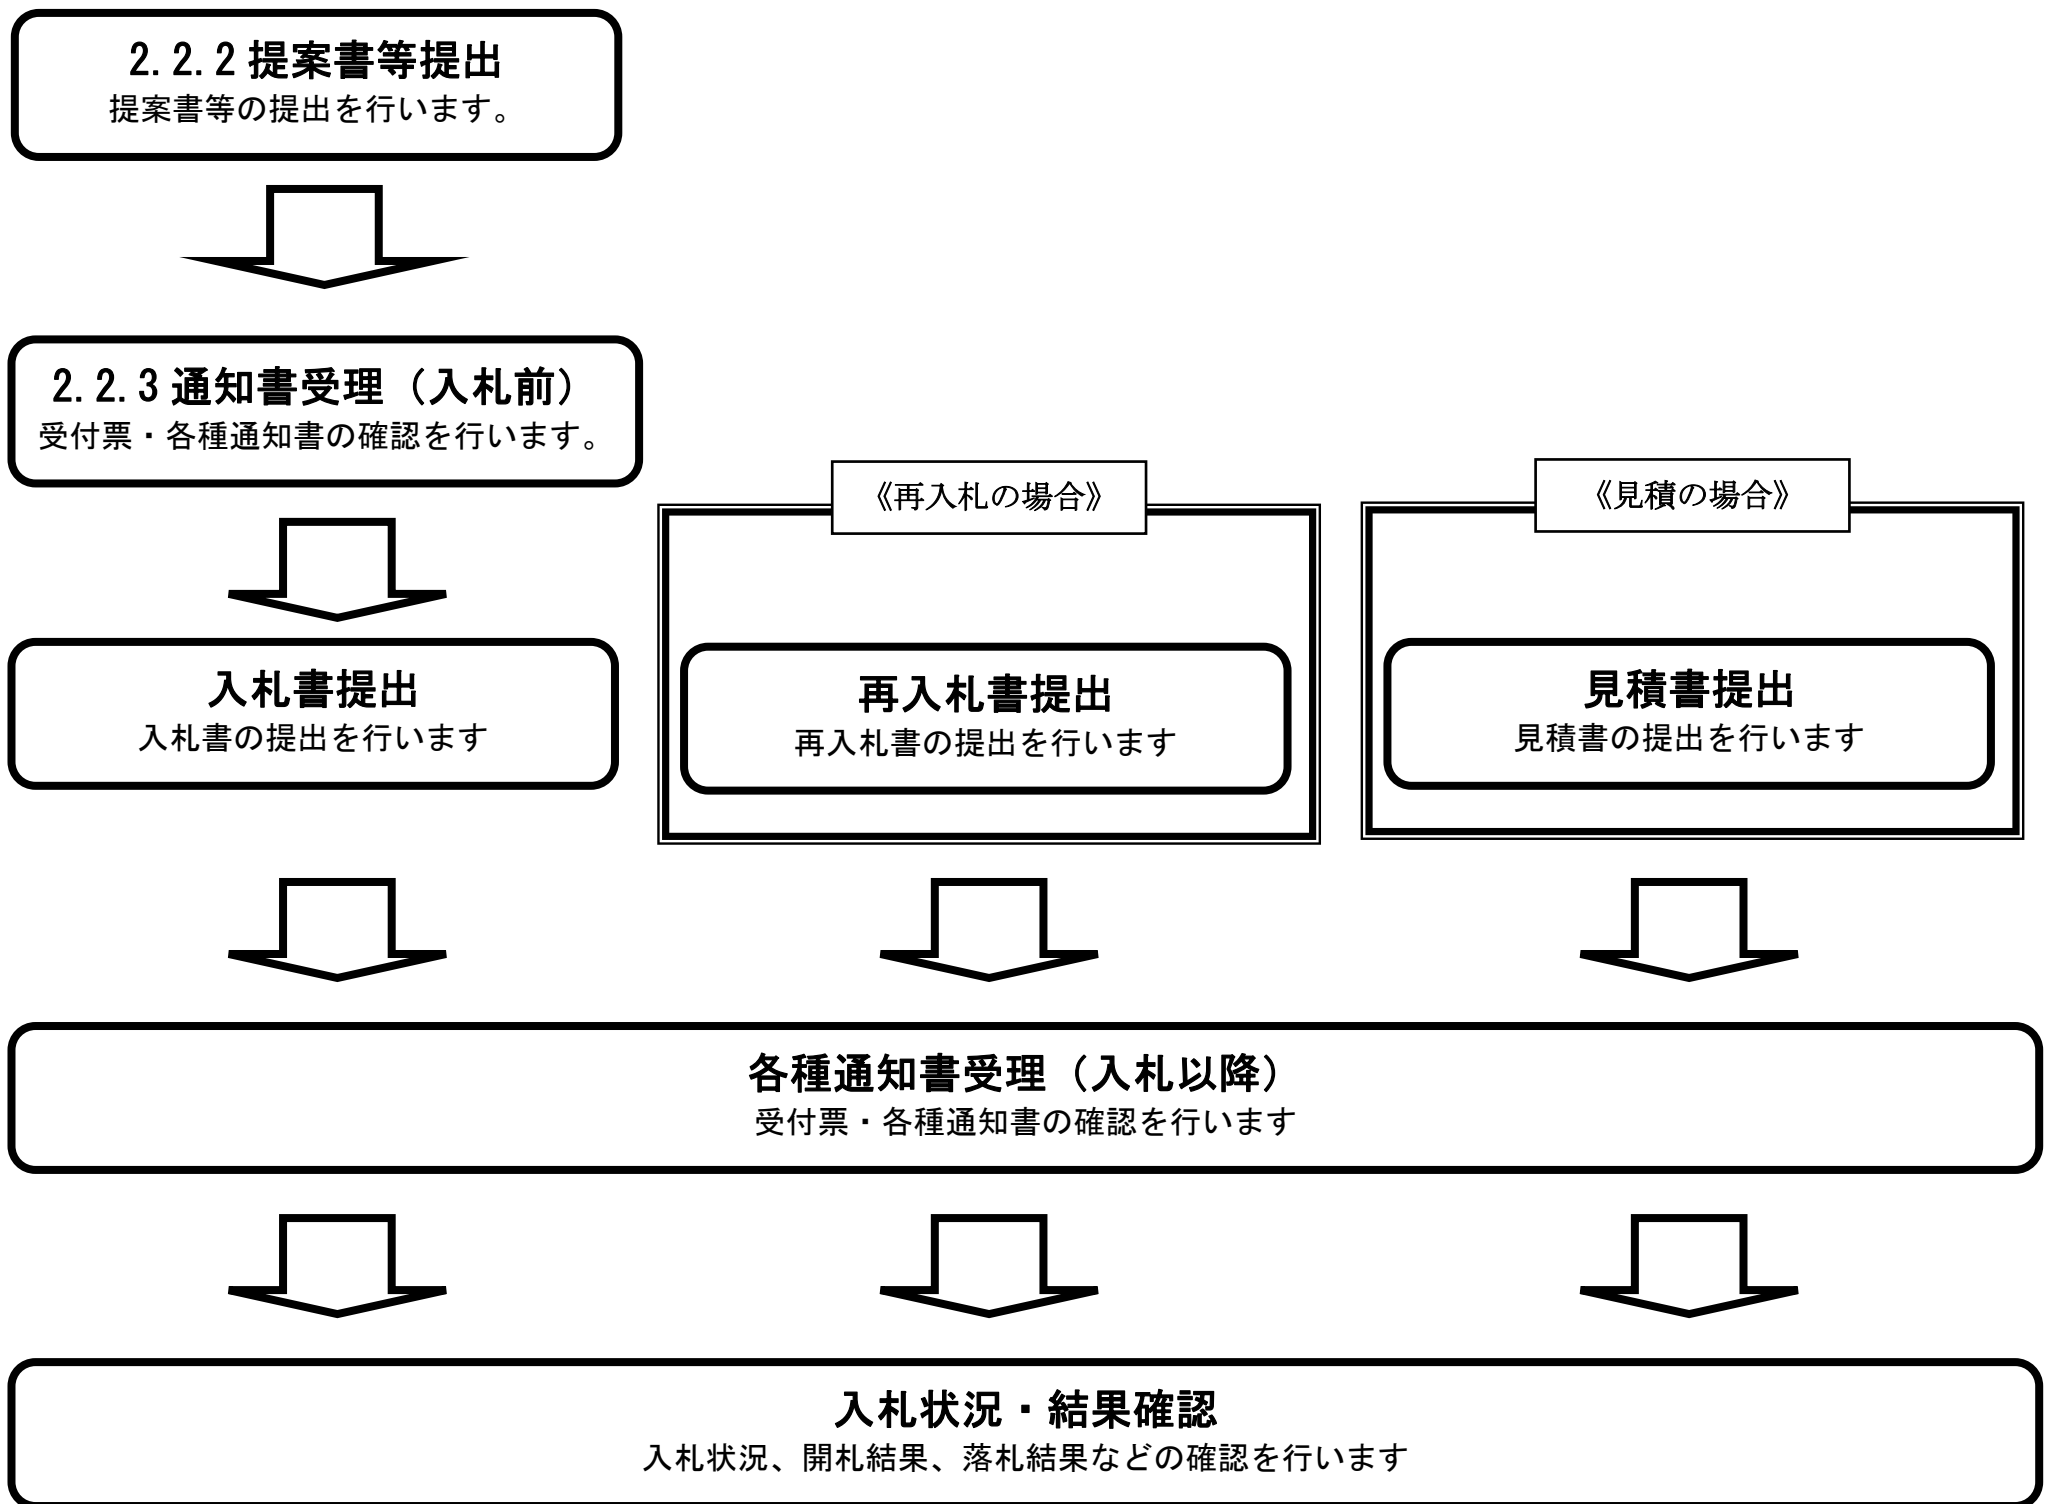 2.2.2提案書等提出
提案書等の提出を行います。
2.2.3通知書受理（入札前）
受付票・各種通知書の確認を行います。
《再入札の場合》
《見積の場合》
入札書提出
入札書の提出を行います
再入札書提出
再入札書の提出を行います
見積書提出
見積書の提出を行います
各種通知書受理（入札以降）
受付票・各種通知書の確認を行います
入札状況・結果確認
入札状況、開札結果、落札結果などの確認を行います